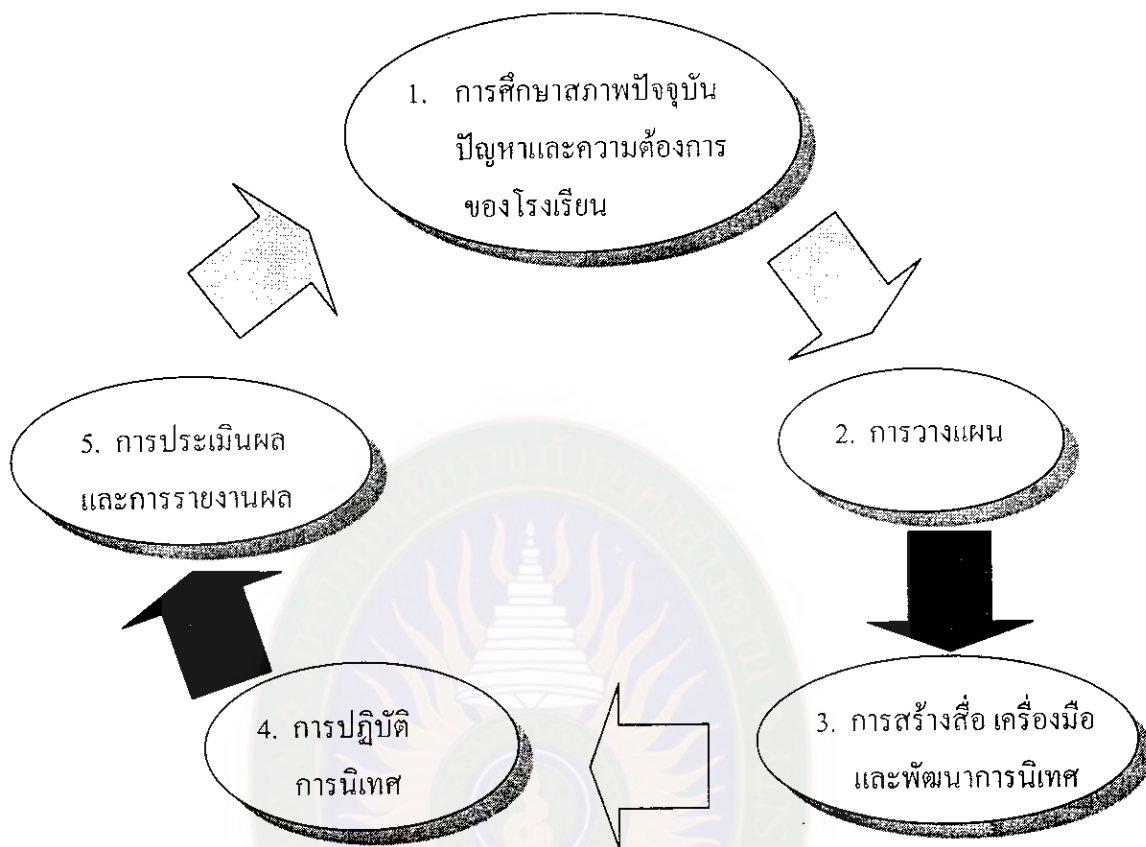 1. การศึกษาสภาพปัจจุบัน
ปัญหาและความต้องการ
ของโรงเรียน
2. การวางแผน
3. การสร้างสื่อ เครื่องมือ
และพัฒนาการนิเทศ
4. การปฏิบัติ
การนิเทศ
5. การประเมินผล
และการรายงานผล